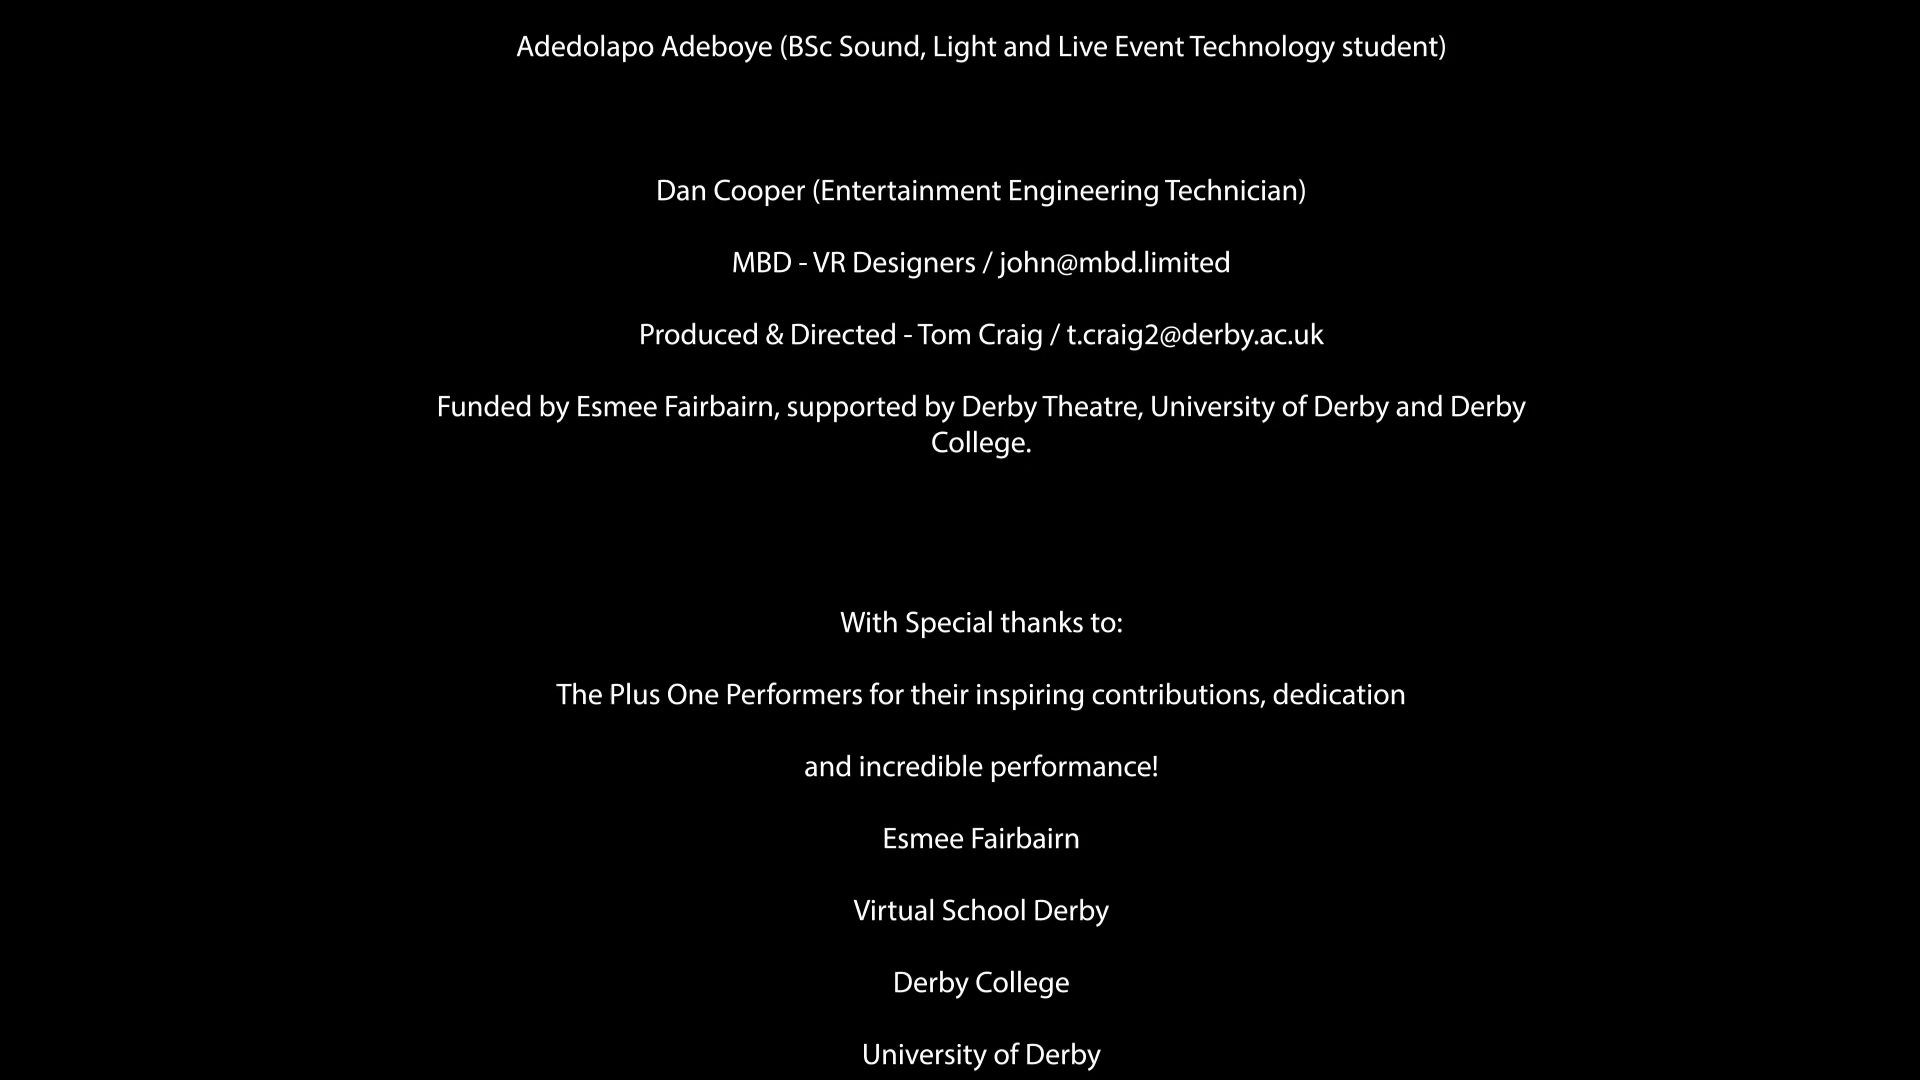 Adedolapo Adeboye (BSc Sound, Light and Live Event Technology student)
Dan Cooper (Entertainment Engineering Technician)
MBD - VR Designers / john@mbd.limited
Produced & Directed - Tom Craig / t.craig2@derby.ac.uk
Funded by Esmee Fairbairn, supported by Derby Theatre, University of Derby and Derby
College.
With Special thanks to:
The Plus One Performers for their inspiring contributions, dedication
and incredible performance!
Esmee Fairbairn
Virtual School Derby
Derby College
University of Derby